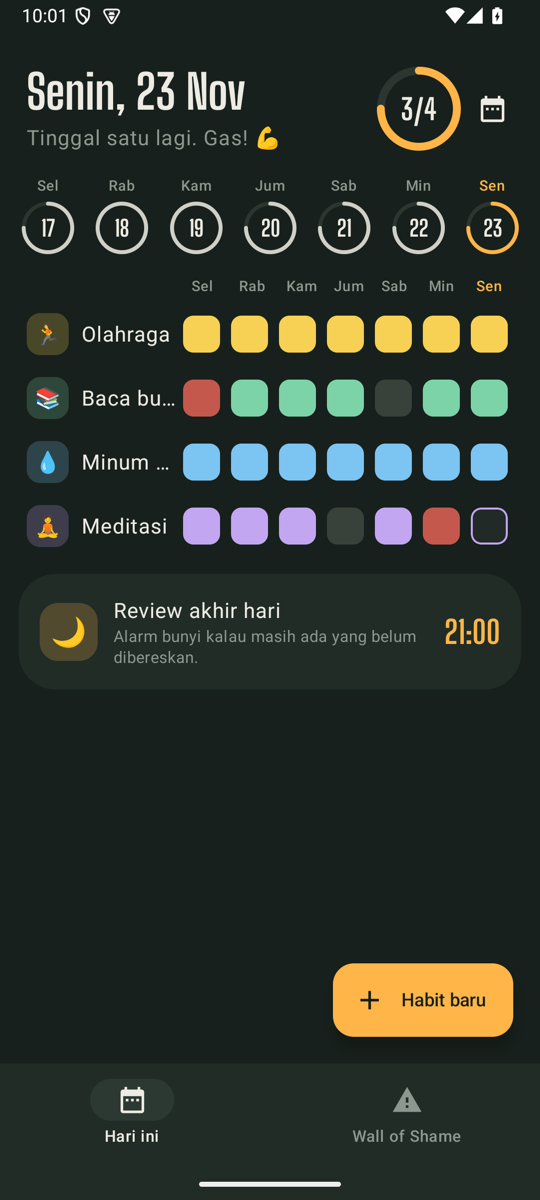 10:01
Senin, 23 Nov
Tinggal satu lagi. Gas! 💪
3/4
Sel Rab Kam Jum Sab Min Sen
17 18 19 20 21 22 23
Sel Rab Kam Jum Sab Min Sen
Olahraga
Baca bu...
Minum ...
Meditasi
Review akhir hari
Alarm bunyi kalau masih ada yang belum
dibereskan.
21:00
+ Habit baru
Hari ini
Wall of Shame